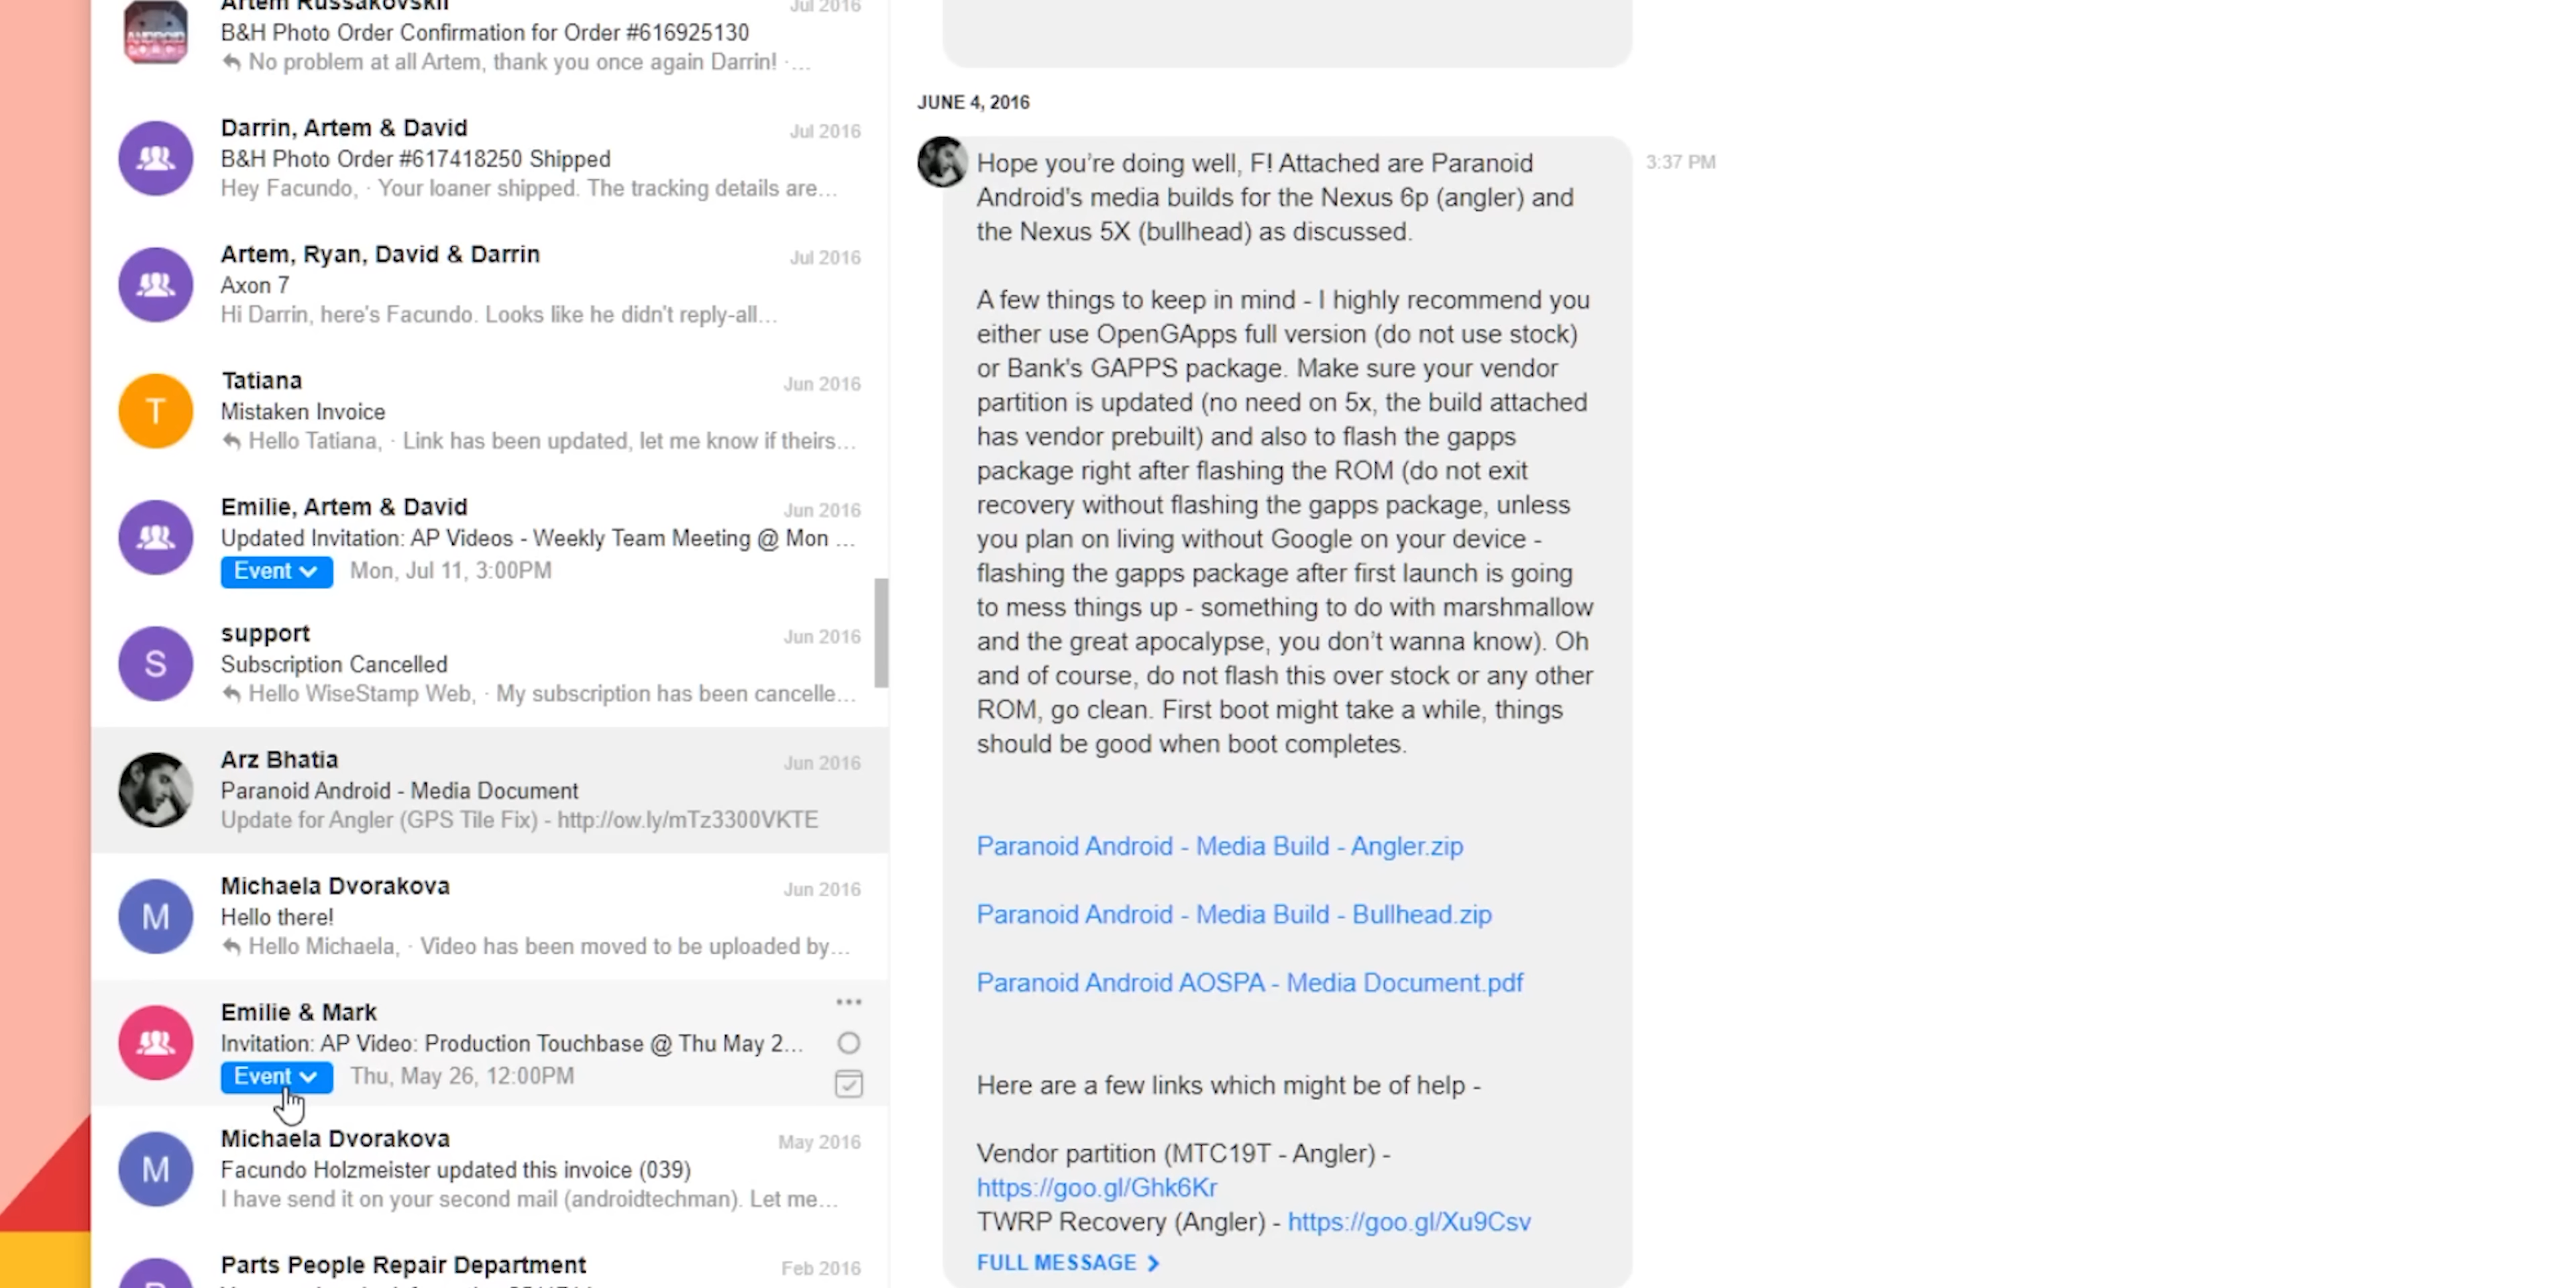 Artem Russakovskii
Jul 2016
B&H Photo Order Confirmation for Order #616925130
No problem at all Artem, thank you once again Darrin! ·...
Darrin, Artem & David
Jul 2016
B&H Photo Order #617418250 Shipped
Hey Facundo, · Your loaner shipped. The tracking details are...
Artem, Ryan, David & Darrin
Jul 2016
Axon 7
Hi Darrin, here's Facundo. Looks like he didn't reply-all...
T
Tatiana
Jun 2016
Mistaken Invoice
Hello Tatiana, · Link has been updated, let me know if theirs...
Emilie, Artem & David
Jun 2016
Updated Invitation: AP Videos - Weekly Team Meeting @ Mon ...
Event
Mon, Jul 11, 3:00PM
S
support
Jun 2016
Subscription Cancelled
Hello WiseStamp Web, · My subscription has been cancelle...
Arz Bhatia
Jun 2016
Paranoid Android - Media Document
Update for Angler (GPS Tile Fix) - http://ow.ly/mTz3300VKTE
M
Michaela Dvorakova
Jun 2016
Hello there!
Hello Michaela, · Video has been moved to be uploaded by...
Emilie & Mark
Invitation: AP Video: Production Touchbase @ Thu May 2...
Event
Thu, May 26, 12:00PM
M
Michaela Dvorakova
May 2016
Facundo Holzmeister updated this invoice (039)
I have send it on your second mail (androidtechman). Let me...
Parts People Repair Department
Feb 2016
JUNE 4, 2016
3:37 PM
Hope you're doing well, F! Attached are Paranoid
Android's media builds for the Nexus 6p (angler) and
the Nexus 5X (bullhead) as discussed.
A few things to keep in mind - I highly recommend you
either use OpenGApps full version (do not use stock)
or Bank's GAPPS package. Make sure your vendor
partition is updated (no need on 5x, the build attached
has vendor prebuilt) and also to flash the gapps
package right after flashing the ROM (do not exit
recovery without flashing the gapps package, unless
you plan on living without Google on your device -
flashing the gapps package after first launch is going
to mess things up - something to do with marshmallow
and the great apocalypse, you don't wanna know). Oh
and of course, do not flash this over stock or any other
ROM, go clean. First boot might take a while, things
should be good when boot completes.
Paranoid Android - Media Build - Angler.zip
Paranoid Android - Media Build - Bullhead.zip
Paranoid Android AOSPA - Media Document.pdf
Here are a few links which might be of help -
Vendor partition (MTC19T - Angler) -
https://goo.gl/Ghk6Kr
TWRP Recovery (Angler) - https://goo.gl/Xu9Csv
FULL MESSAGE